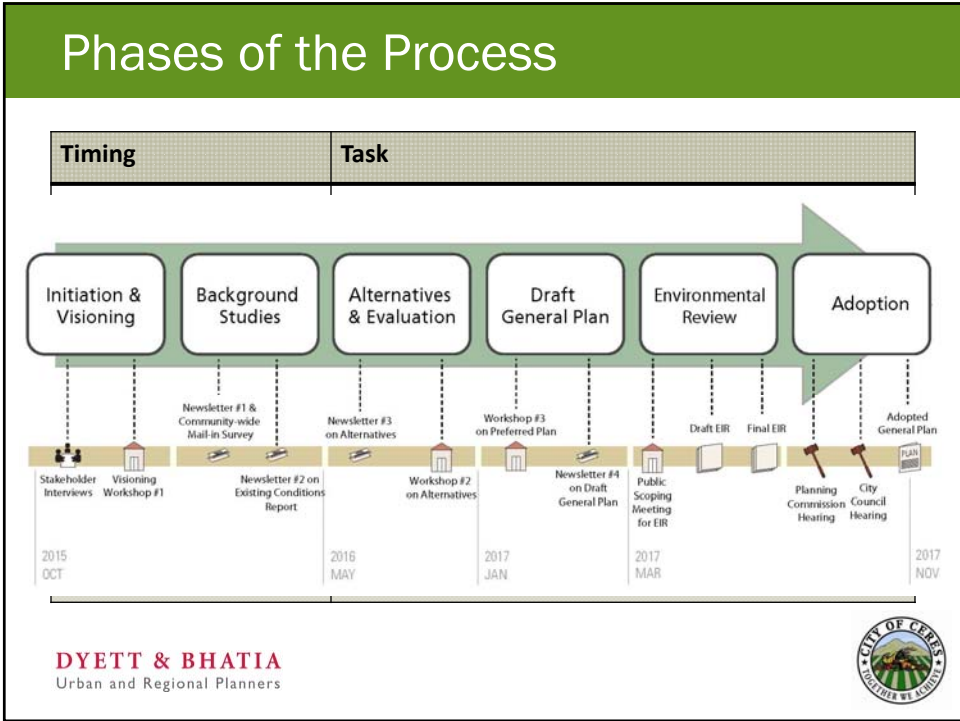 Phases of the Process
Timing
Task
Initiation &
Visioning
Background
Studies
Alternatives
& Evaluation
Draft
General Plan
Environmental
Review
Adoption
Stakeholder
Interviews
Visioning
Workshop #1
Newsletter #1 &
Community-wide
Mail-in Survey
Newsletter #2 on
Existing Conditions
Report
Newsletter #3
on Alternatives
Workshop #2
on Alternatives
Workshop #3
on Preferred Plan
Newsletter #4
on Draft
General Plan
Public
Scoping
Meeting
for EIR
Draft EIR
Final EIR
Planning
Commission
Hearing
City
Council
Hearing
Adopted
General Plan
PLAN
2015
OCT
2016
MAY
2017
JAN
2017
MAR
2017
NOV
DYETT & BHATIA
Urban and Regional Planners
CITY OF CERES
TOGETHER WE ACHIEVE